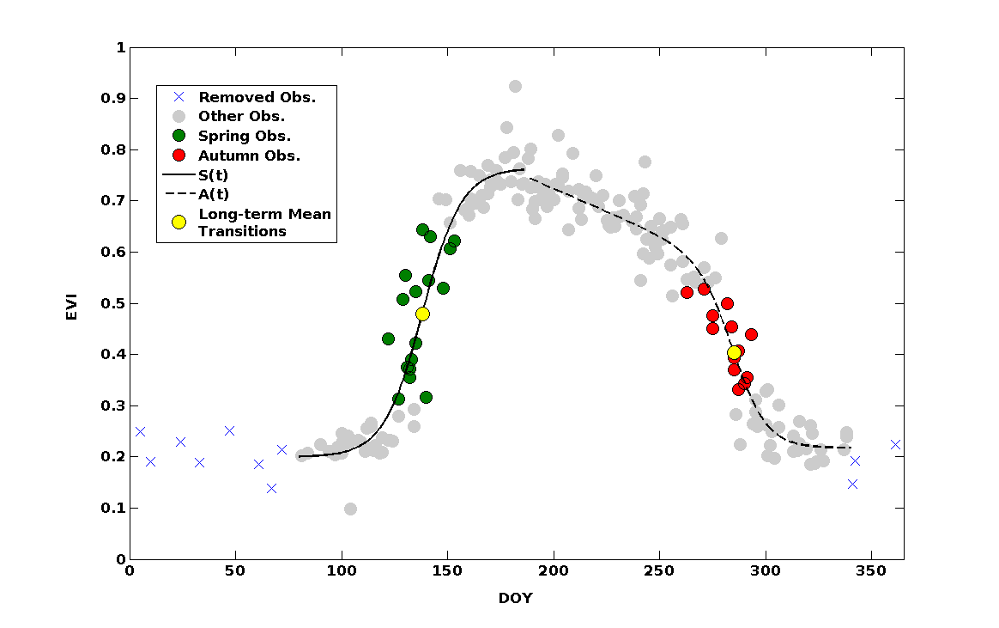 1
0.9
0.8
0.7
0.6
0.5
0.4
0.3
0.2
0.1
0
EVI
Removed Obs.
Other Obs.
Spring Obs.
Autumn Obs.
S(t)
A(t)
Long-term Mean
Transitions
0 50 100 150 200 250 300 350
DOY